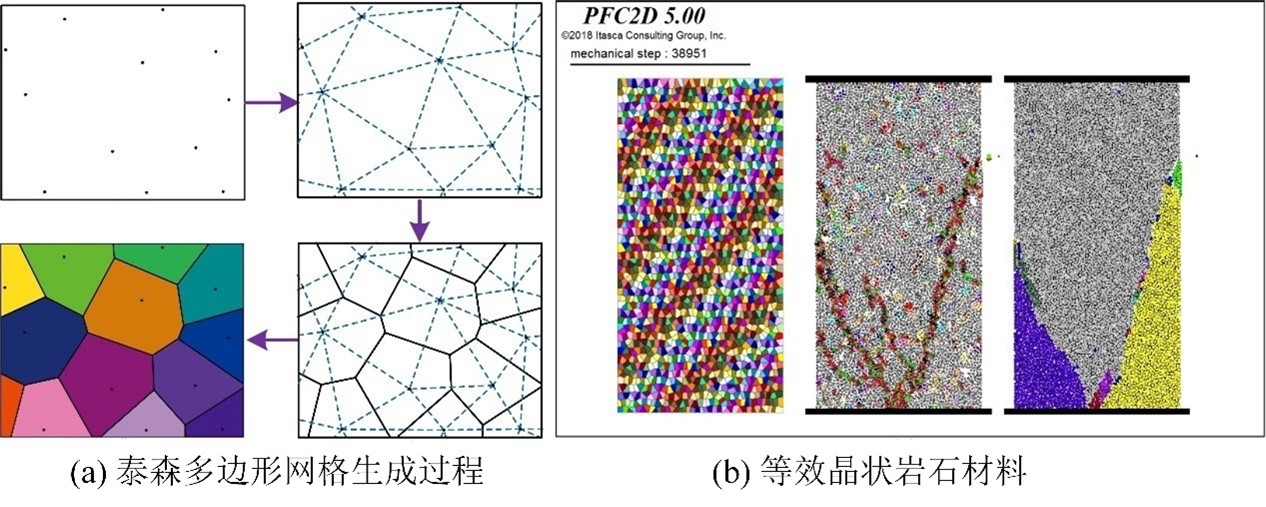 PFC2D 5.00
©2018 Itasca Consulting Group, Inc.
mechanical step : 38951
(a) 泰森多边形网格生成过程
(b) 等效晶状岩石材料